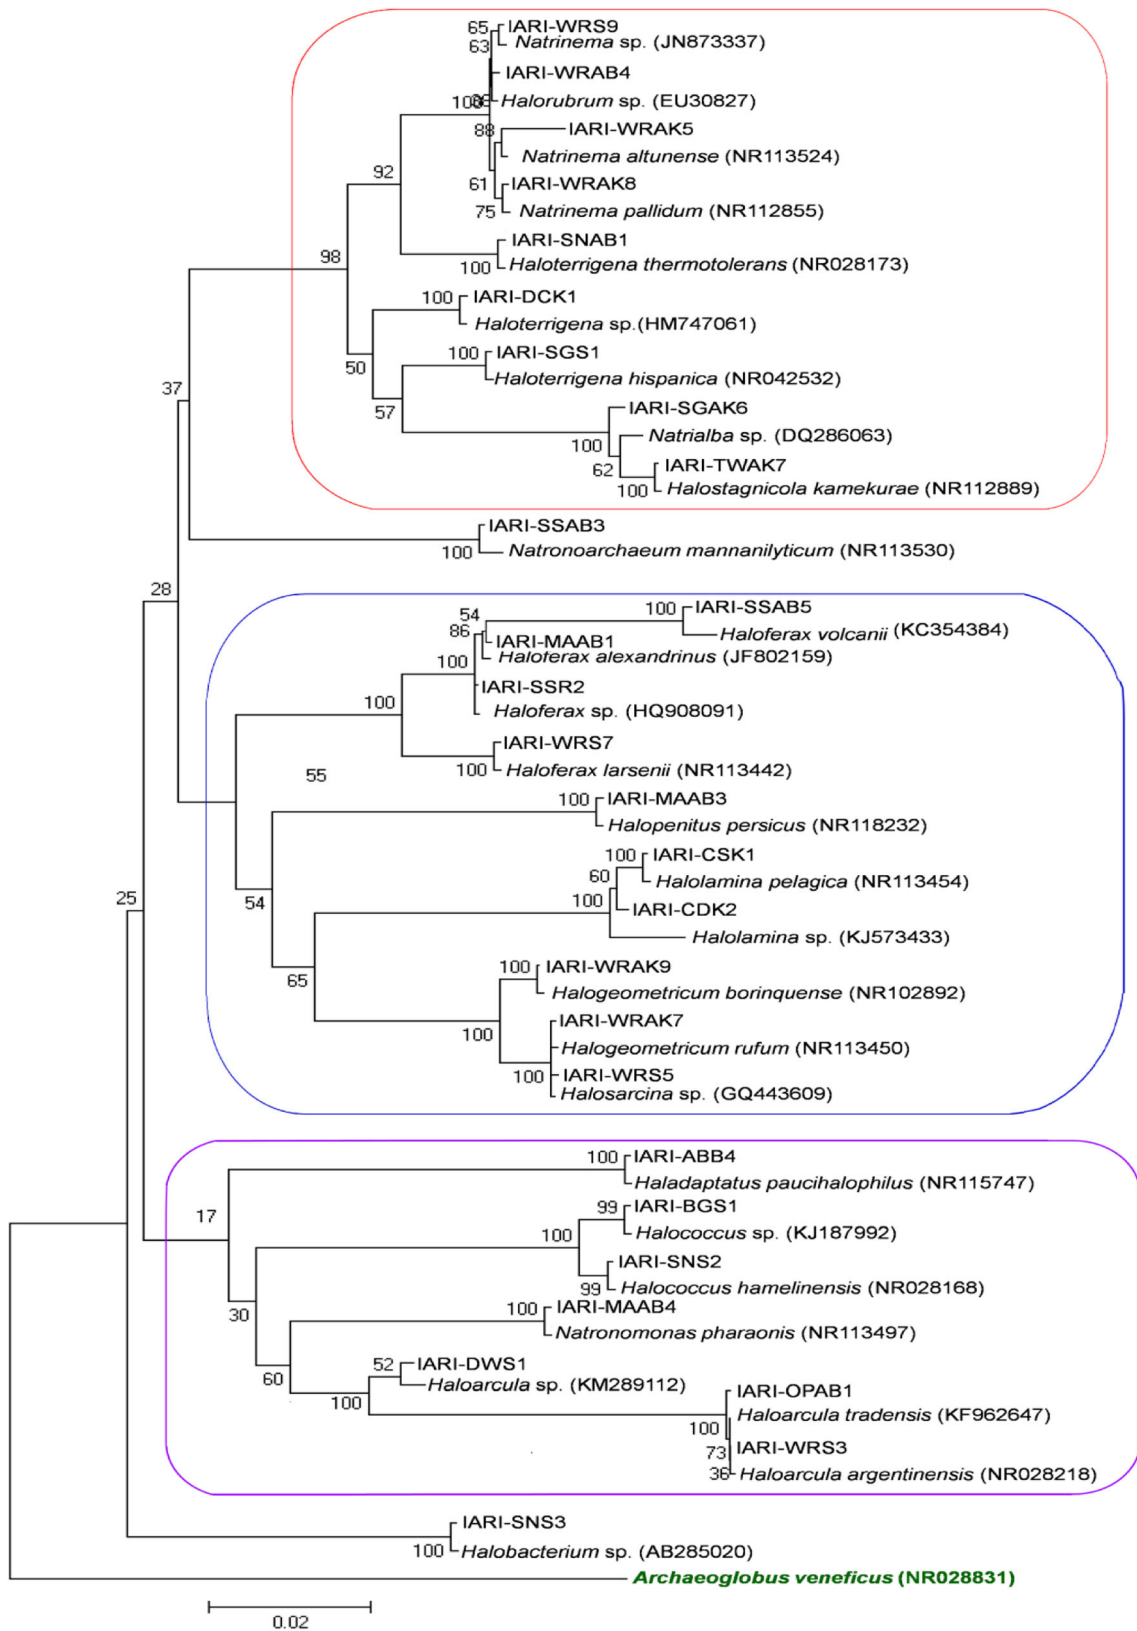 65
IARI-WRS9
63
Natrinema sp. (JN873337)
IARI-WRAB4
100
Halorubrum sp. (EU30827)
88
IARI-WRAK5
Natrinema altunense (NR113524)
92
61
IARI-WRAK8
75
Natrinema pallidum (NR112855)
IARI-SNAB1
98
100
Haloterrigena thermotolerans (NR028173)
100
IARI-DCK1
Haloterrigena sp.(HM747061)
100
IARI-SGS1
50
Haloterrigena hispanica (NR042532)
37
57
IARI-SGAK6
Natrialba sp. (DQ286063)
100
IARI-TWAK7
62
100
Halostagnicola kamekurae (NR112889)
IARI-SSAB3
100
Natronoarchaeum mannanilyticum (NR113530)
28
100
IARI-SSAB5
54
Haloferax volcanii (KC354384)
86
IARI-MAAB1
Haloferax alexandrinus (JF802159)
100
IARI-SSR2
100
Haloferax sp. (HQ908091)
IARI-WRS7
100
Haloferax larsenii (NR113442)
55
100
IARI-MAAB3
Halopenitus persicus (NR118232)
100
IARI-CSK1
60
Halolamina pelagica (NR113454)
25
54
100
IARI-CDK2
Halolamina sp. (KJ573433)
100
IARI-WRAK9
65
Halogeometricum borinquense (NR102892)
IARI-WRAK7
100
Halogeometricum rufum (NR113450)
100
IARI-WRS5
Halosarcina sp. (GQ443609)
100
IARI-ABB4
Haladaptatus paucihalophilus (NR115747)
17
99
IARI-BGS1
100
Halococcus sp. (KJ187992)
IARI-SNS2
99
Halococcus hamelinensis (NR028168)
30
100
IARI-MAAB4
Natronomonas pharaonis (NR113497)
52
IARI-DWS1
60
Haloarcula sp. (KM289112)
100
IARI-OPAB1
Haloarcula tradensis (KF962647)
100
IARI-WRS3
73
36
Haloarcula argentinensis (NR028218)
IARI-SNS3
100
Halobacterium sp. (AB285020)
Archaeoglobus veneficus (NR028831)
0.02